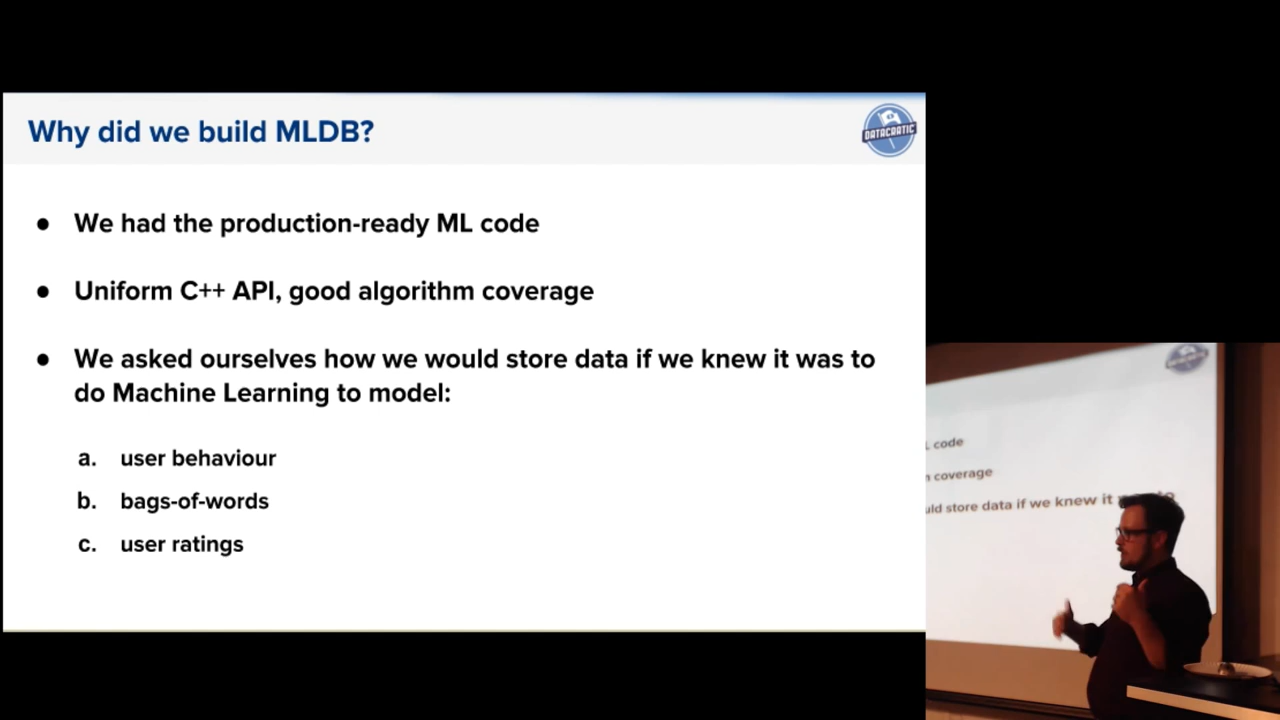 Why did we build MLDB?
DATACRATIC
● We had the production-ready ML code
● Uniform C++ API, good algorithm coverage
● We asked ourselves how we would store data if we knew it was to
do Machine Learning to model:
a. user behaviour
b. bags-of-words
c. user ratings
code
coverage
store data if we knew it